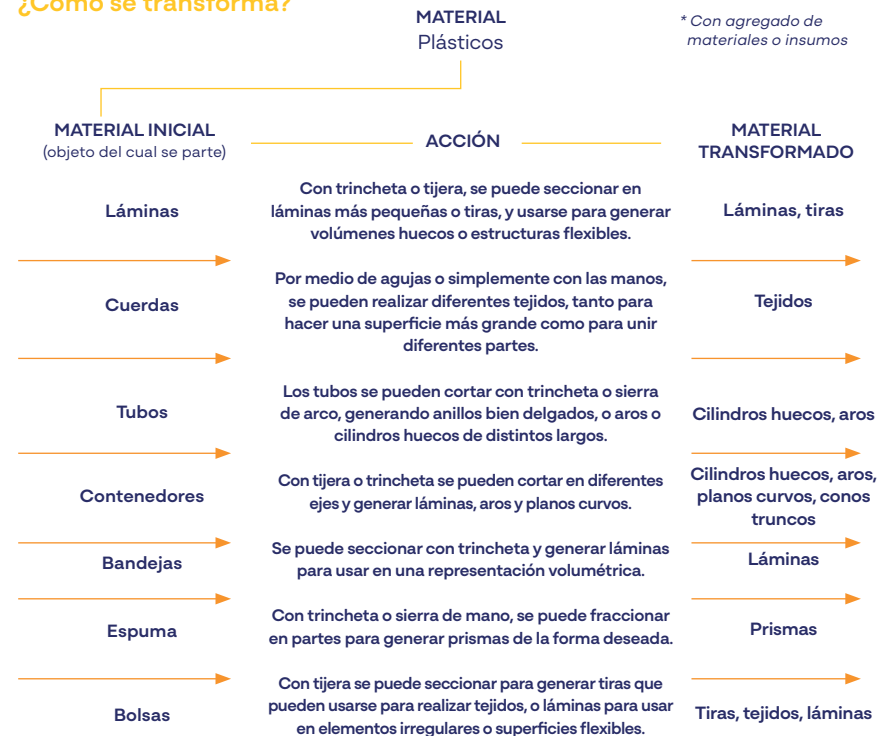 ¿Cómo se transforma?
MATERIAL
Plásticos
* Con agregado de
materiales o insumos
MATERIAL INICIAL
(objeto del cual se parte)
ACCIÓN
MATERIAL
TRANSFORMADO
Láminas
Con trincheta o tijera, se puede seccionar en
láminas más pequeñas o tiras, y usarse para generar
volúmenes huecos o estructuras flexibles.
Láminas, tiras
Cuerdas
Por medio de agujas o simplemente con las manos,
se pueden realizar diferentes tejidos, tanto para
hacer una superficie más grande como para unir
diferentes partes.
Tejidos
Tubos
Los tubos se pueden cortar con trincheta o sierra
de arco, generando anillos bien delgados, o aros o
cilindros huecos de distintos largos.
Cilindros huecos, aros
Contenedores
Con tijera o trincheta se pueden cortar en diferentes
ejes y generar láminas, aros y planos curvos.
Cilindros huecos, aros,
planos curvos, conos
truncos
Bandejas
Se puede seccionar con trincheta y generar láminas
para usar en una representación volumétrica.
Láminas
Espuma
Con trincheta o sierra de mano, se puede fraccionar
en partes para generar prismas de la forma deseada.
Prismas
Bolsas
Con tijera se puede seccionar para generar tiras que
pueden usarse para realizar tejidos, o láminas para usar
en elementos irregulares o superficies flexibles.
Tiras, tejidos, láminas